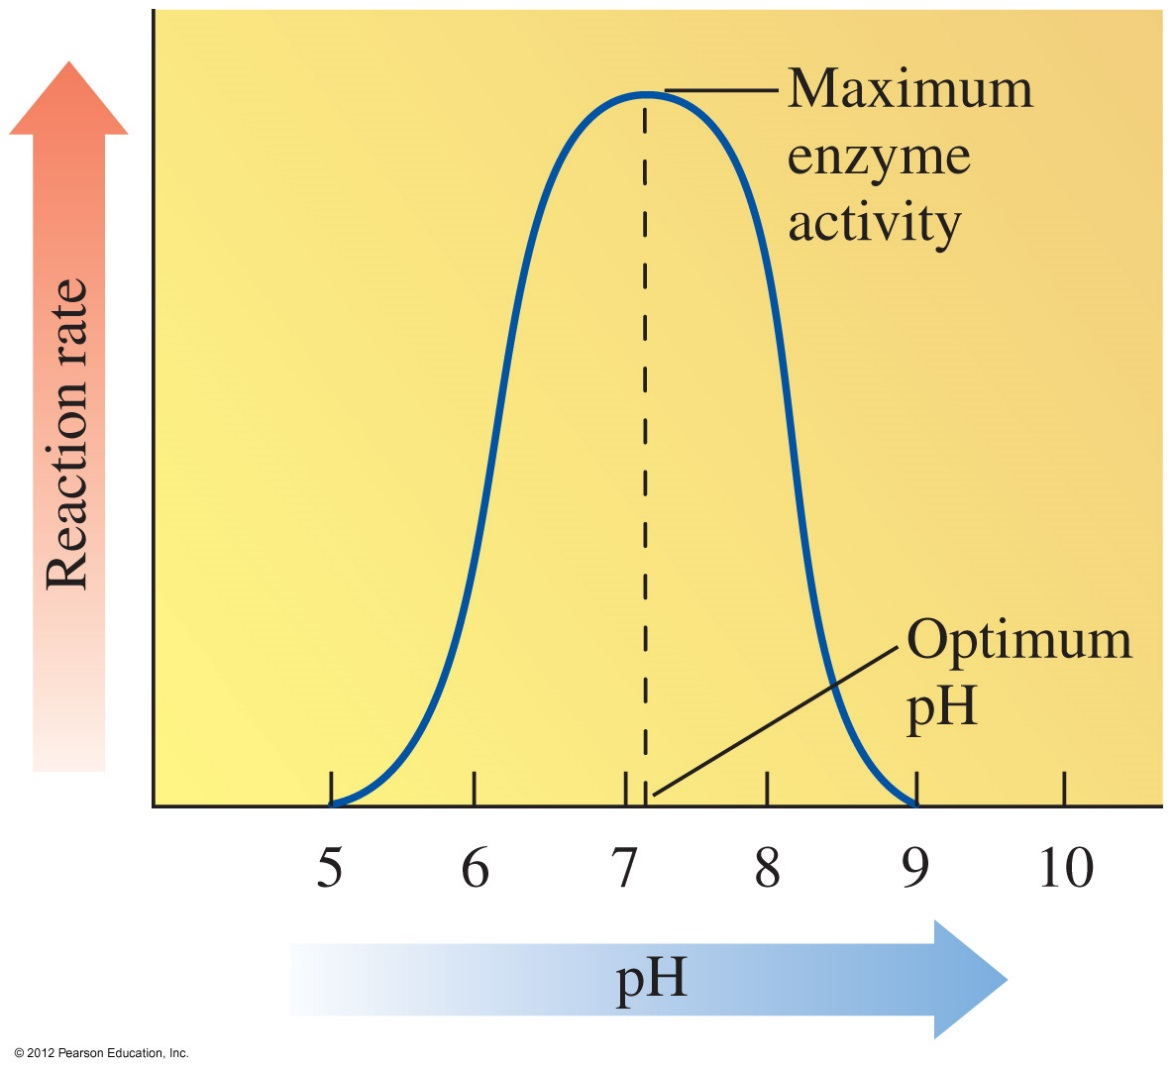 Maximum
enzyme
activity
Reaction rate
Optimum
pH
5 6 7 8 9 10
pH
© 2012 Pearson Education, Inc.